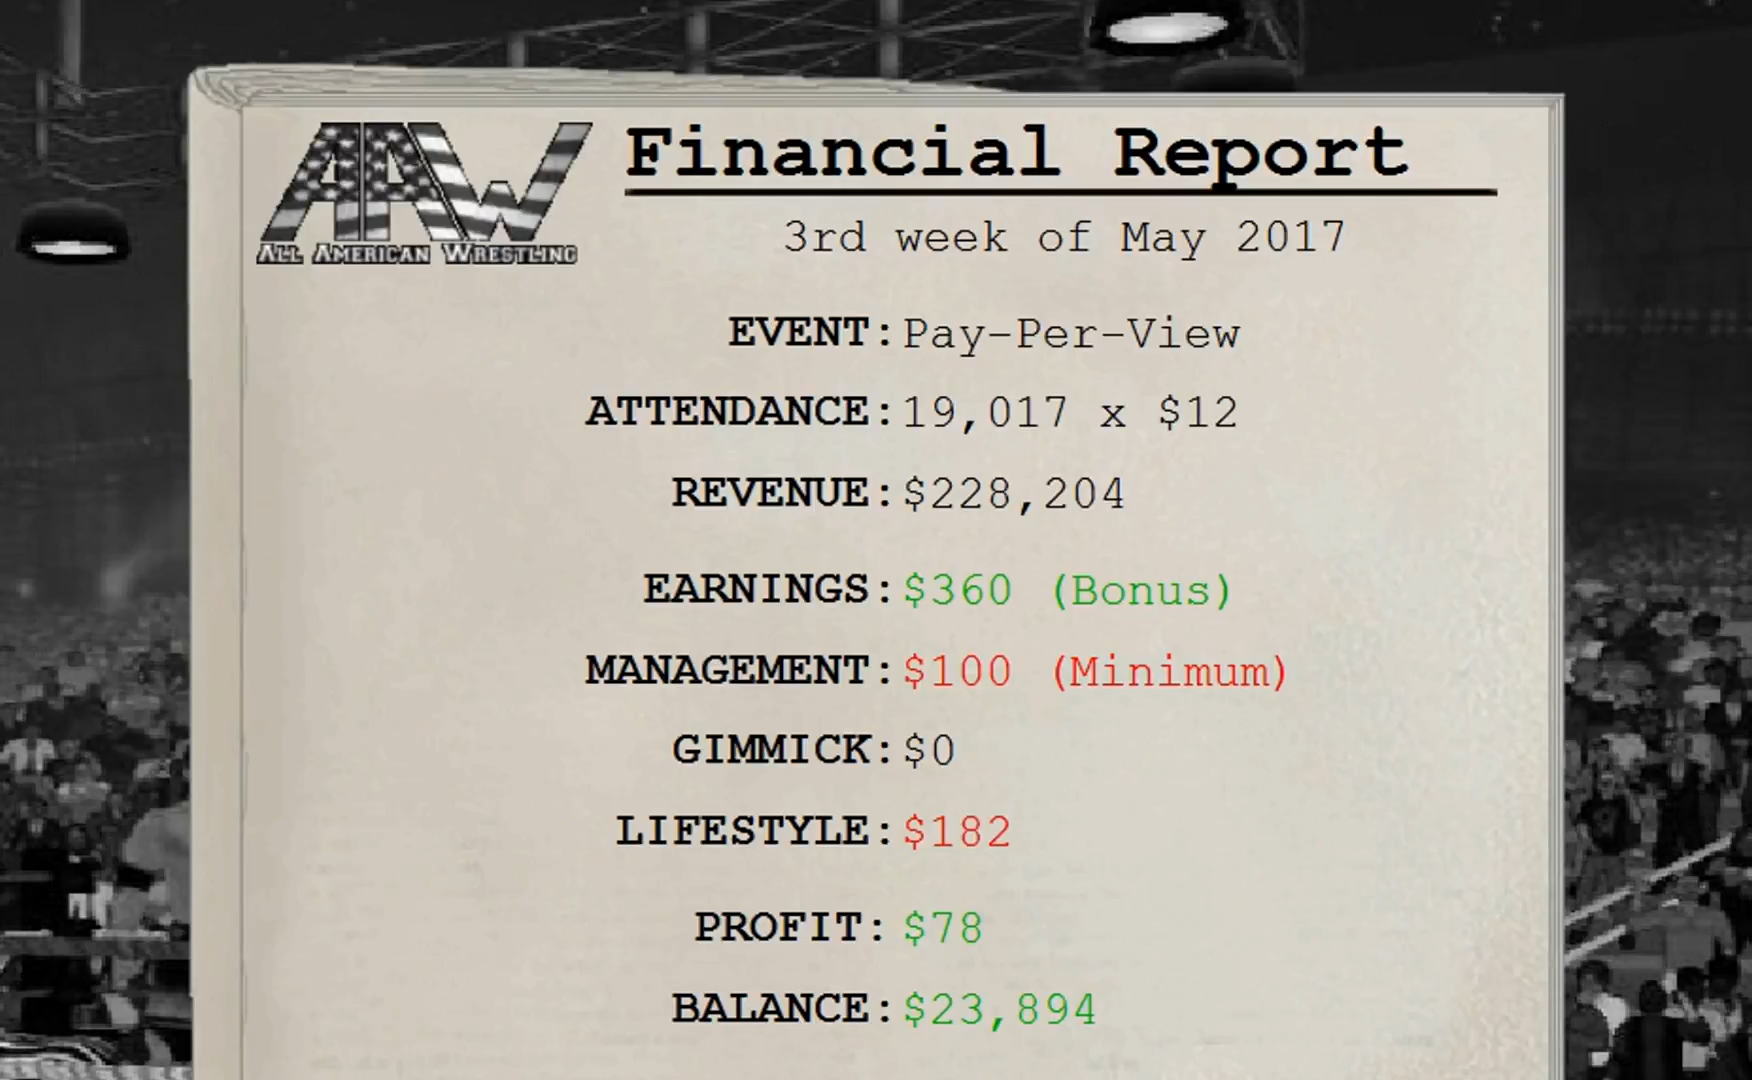 AAW
ALL AMERICAN WRESTLING
Financial Report
3rd week of May 2017
EVENT: Pay-Per-View
ATTENDANCE: 19,017 x $12
REVENUE: $228,204
EARNINGS: $360 (Bonus)
MANAGEMENT: $100 (Minimum)
GIMMICK: $0
LIFESTYLE: $182
PROFIT: $78
BALANCE: $23,894